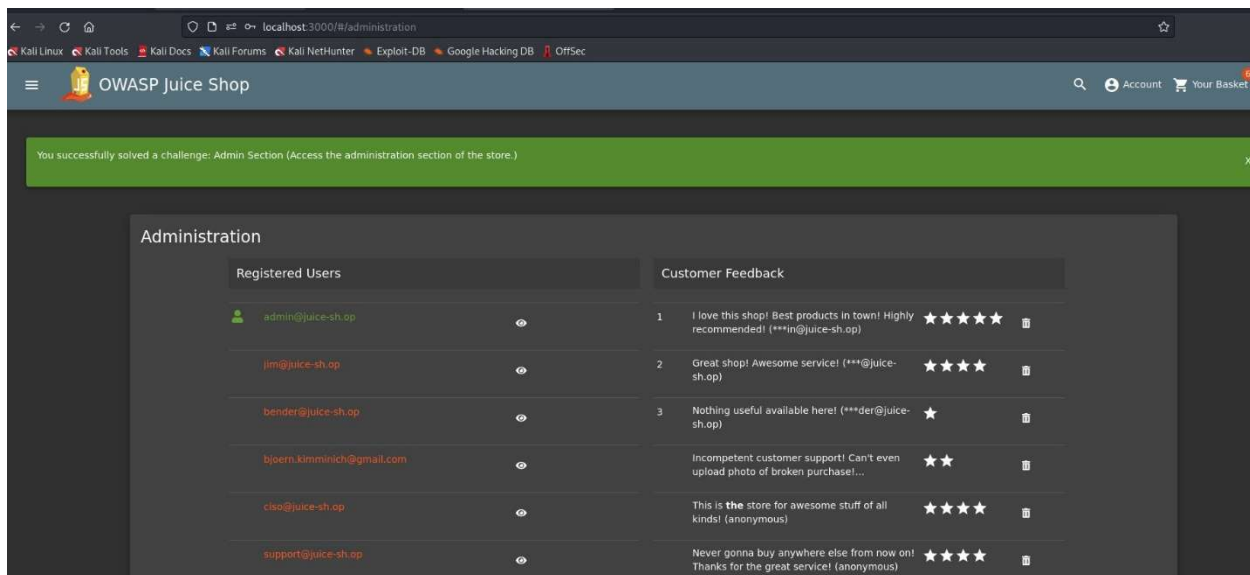 localhost:3000/#/administration
Kali Linux Kali Tools Kali Docs Kali Forums Kali NetHunter Exploit-DB Google Hacking DB OffSec
OWASP Juice Shop
Account Your Basket 6
You successfully solved a challenge: Admin Section (Access the administration section of the store.)
X
Administration
Registered Users
admin@juice-sh.op
jim@juice-sh.op
bender@juice-sh.op
bjoern.kimminich@gmail.com
ciso@juice-sh.op
support@juice-sh.op
Customer Feedback
1 I love this shop! Best products in town! Highly
recommended! (***in@juice-sh.op)
2 Great shop! Awesome service! (***@juice-
sh.op)
3 Nothing useful available here! (***der@juice-
sh.op)
Incompetent customer support! Can't even
upload photo of broken purchase!...
This is the store for awesome stuff of all
kinds! (anonymous)
Never gonna buy anywhere else from now on!
Thanks for the great service! (anonymous)